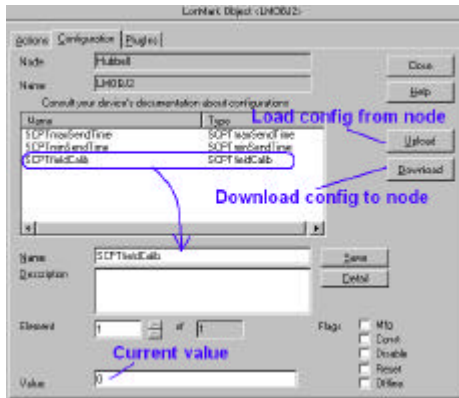 LonMark Object <LMOBJ2>
Actions Configuration Plugins
Node Hubbell Close
Name LMOBJ2 Help
Consult your device's documentation about configurations
Name Type Load config from node
SCPTmaxSendTime SCPTmaxSendTime Upload
SCPTminSendTime SCPTminSendTime
SCPTfieldCalib SCPTfieldCalib Download
Download config to node
Name SCPTfieldCalib Save
Description Detail
Element 1 of 1 Flags Mfg
Const
Current value Disable
Reset
Value 0 Offline